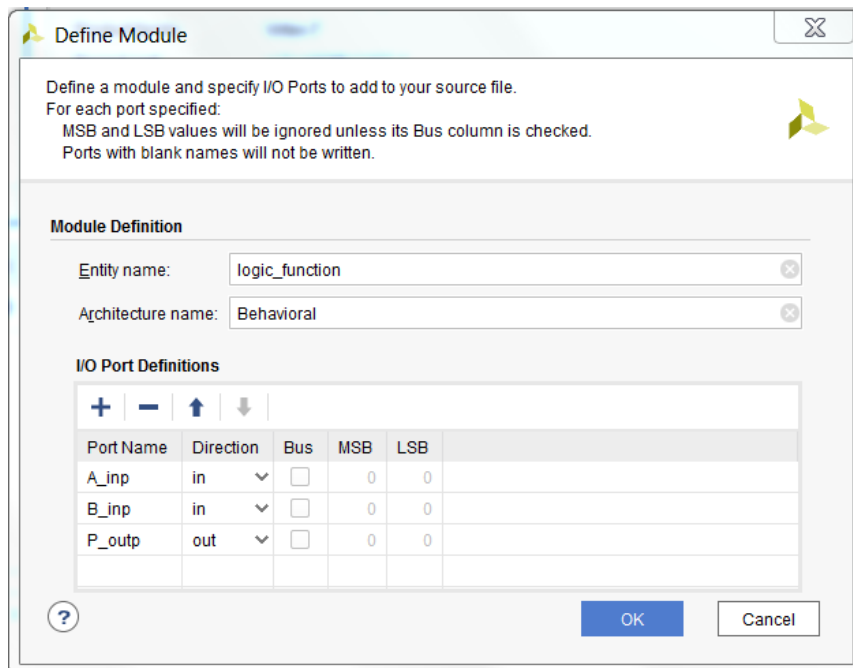 Define Module
Define a module and specify I/O Ports to add to your source file.
For each port specified:
MSB and LSB values will be ignored unless its Bus column is checked.
Ports with blank names will not be written.
Module Definition
Entity name: logic_function
Architecture name: Behavioral
I/O Port Definitions
Port Name Direction Bus MSB LSB
A_inp in 0 0
B_inp in 0 0
P_outp out 0 0
? OK Cancel